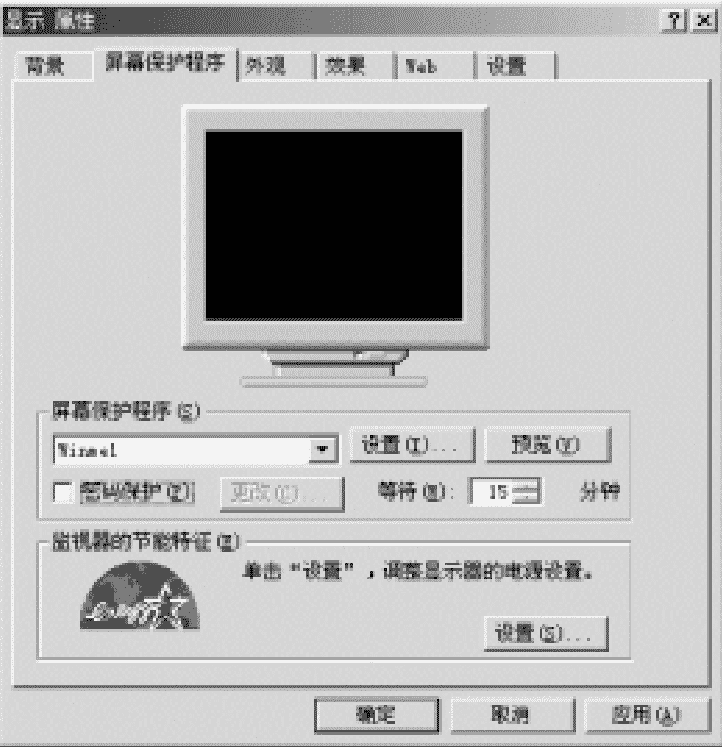 显示 属性
背景 屏幕保护程序 外观 效果 Web 设置
屏幕保护程序(S)
设置(T)... 预览(V)
密码保护(P) 更改(C)... 等待(W): 15 分钟
监视器的节能特征(E)
单击“设置”，调整显示器的电源设置。
设置(S)...
确定 取消 应用(A)